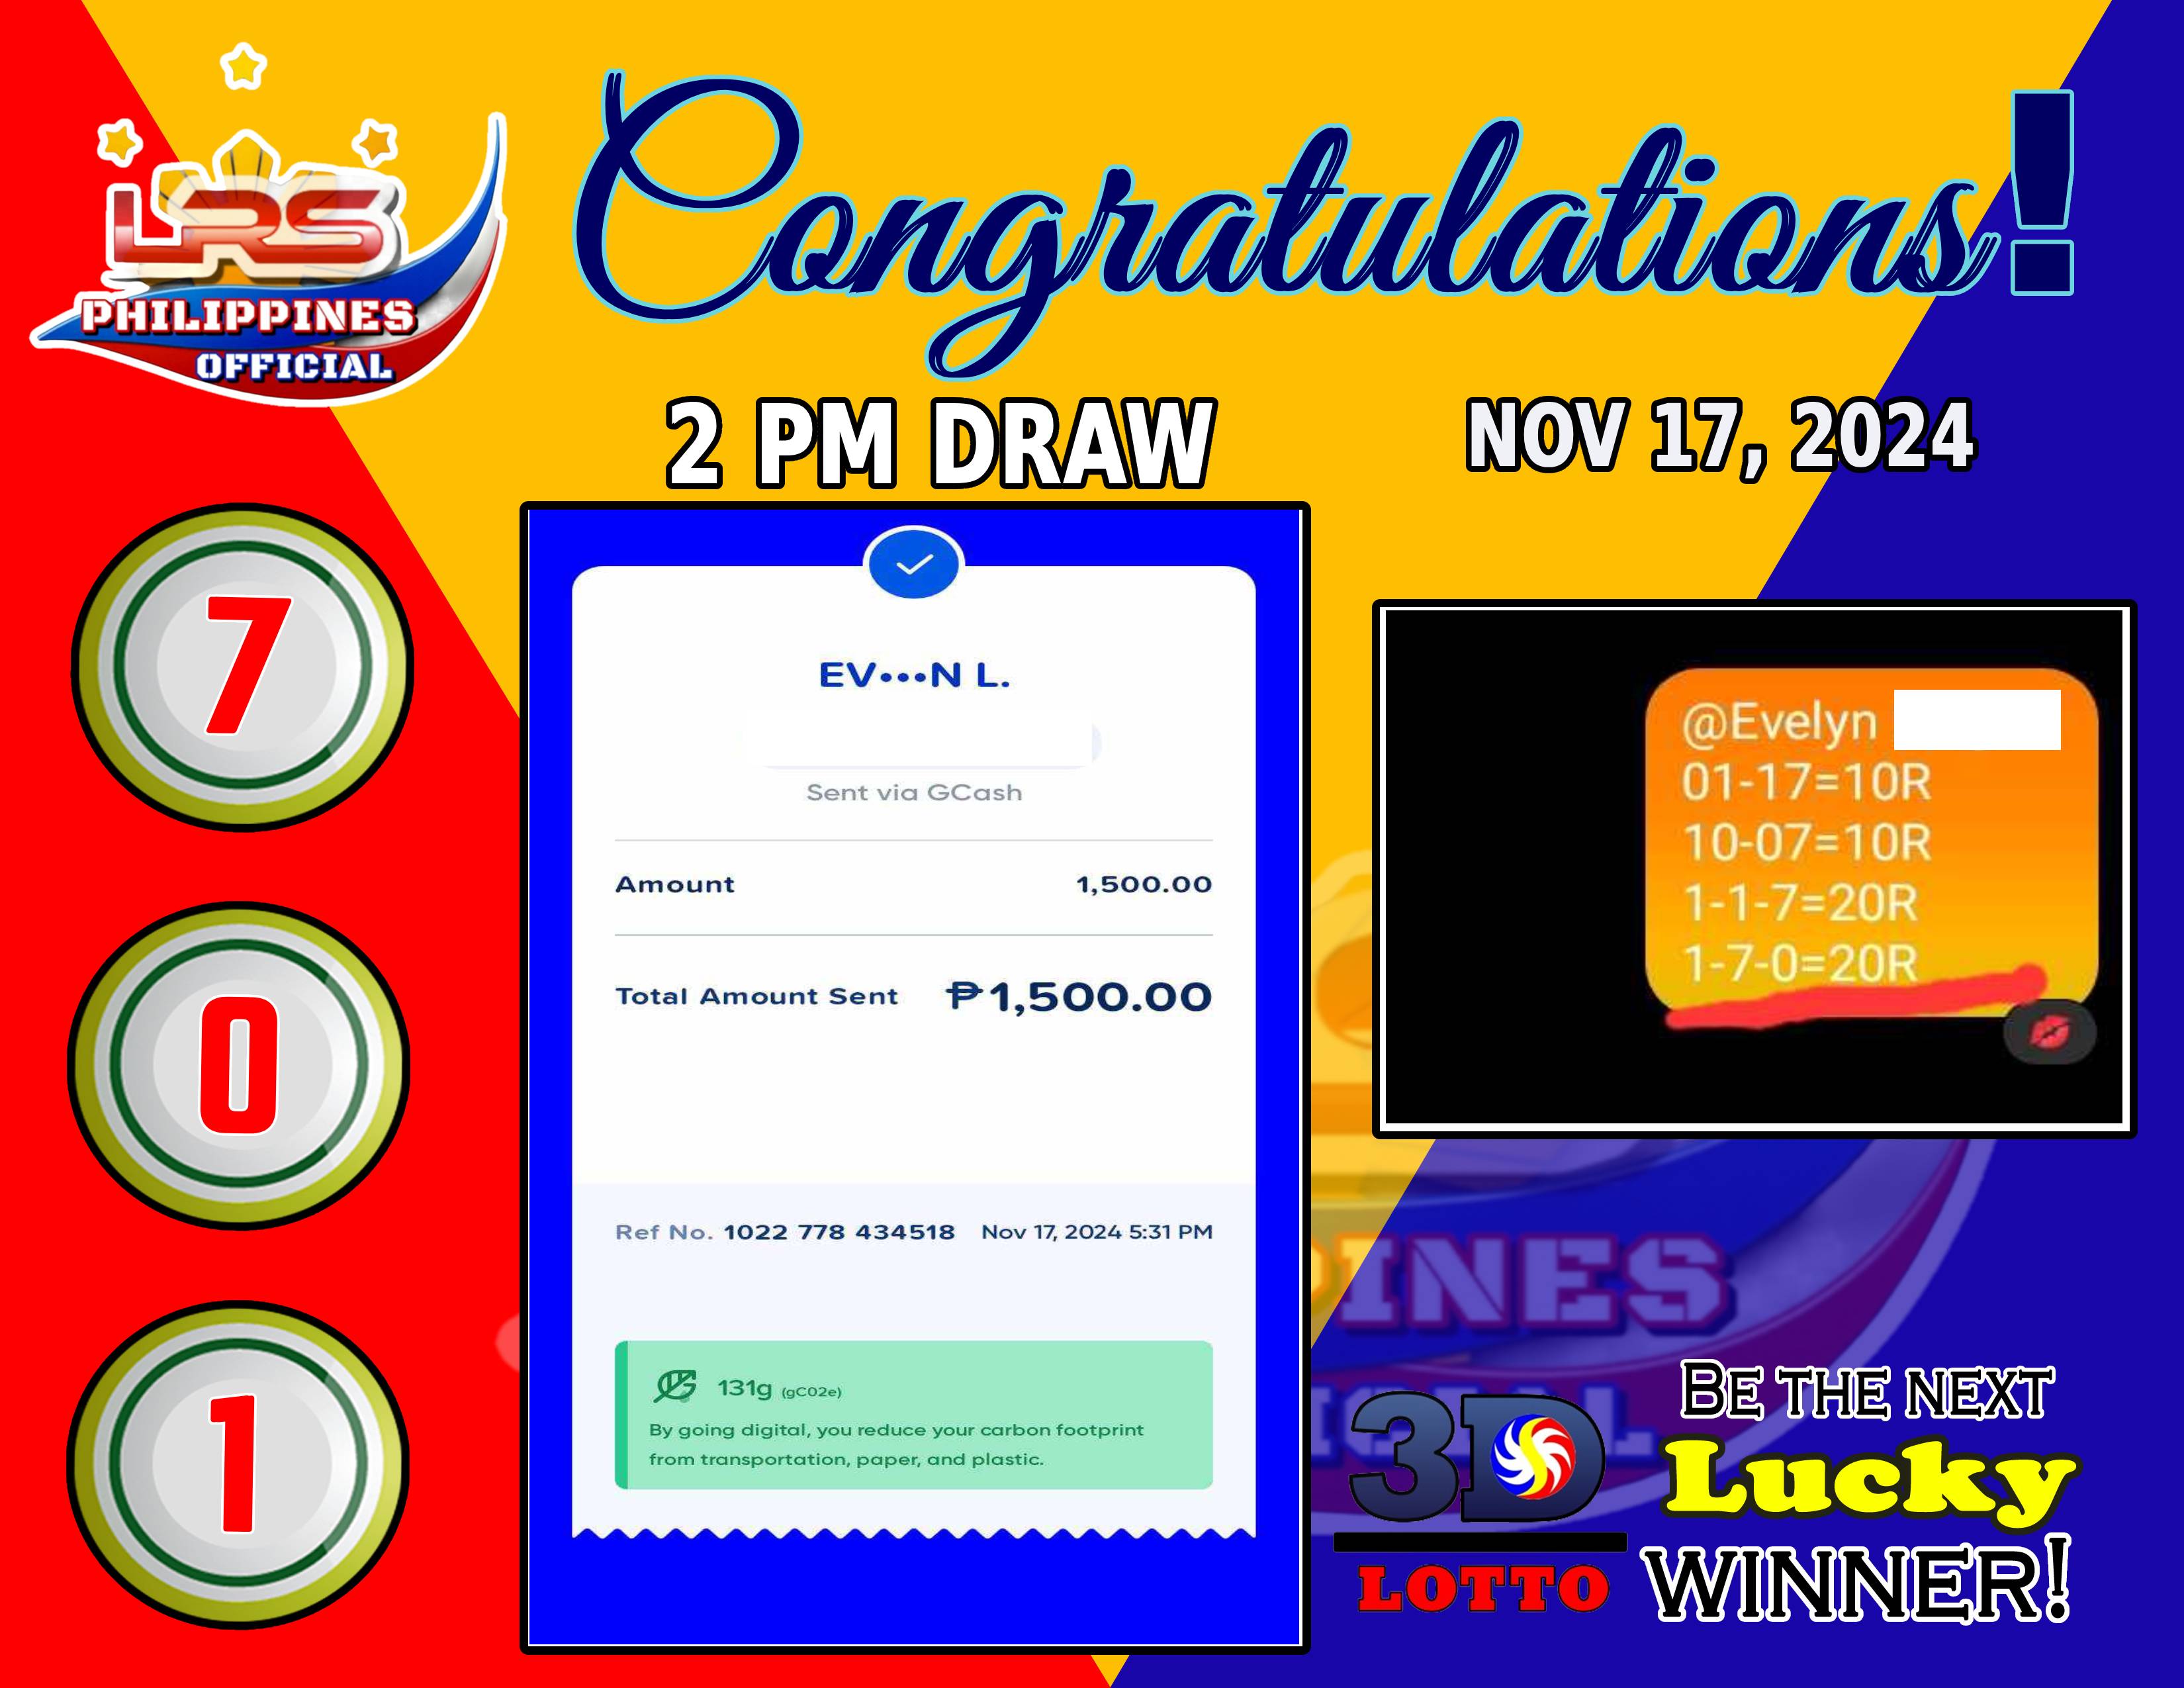 LRS
PHILIPPINES
OFFICIAL
Congratulations!
2 PM DRAW
NOV 17, 2024
7
0
1
EV•••N L.
Sent via GCash
Amount 1,500.00
Total Amount Sent ₱1,500.00
Ref No. 1022 778 434518 Nov 17, 2024 5:31 PM
131g (gC02e)
By going digital, you reduce your carbon footprint
from transportation, paper, and plastic.
@Evelyn
01-17=10R
10-07=10R
1-1-7=20R
1-7-0=20R
PINES
3D
LOTTO
BE THE NEXT
Lucky
WINNER!